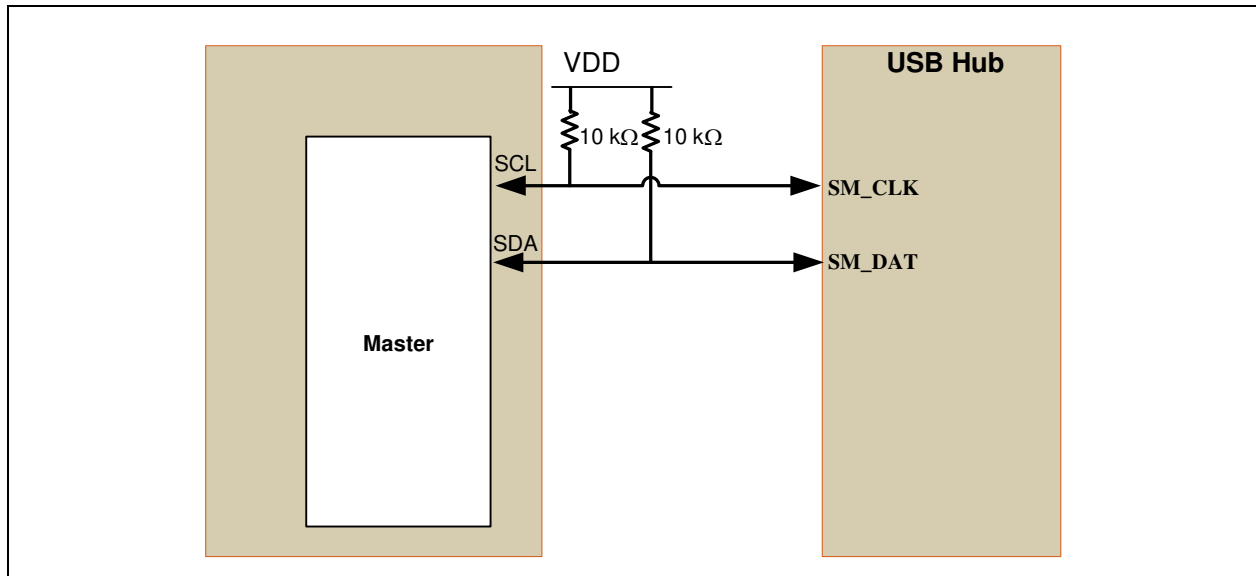 VDD
USB Hub
10 kΩ 10 kΩ
SCL
SM_CLK
SDA
SM_DAT
Master